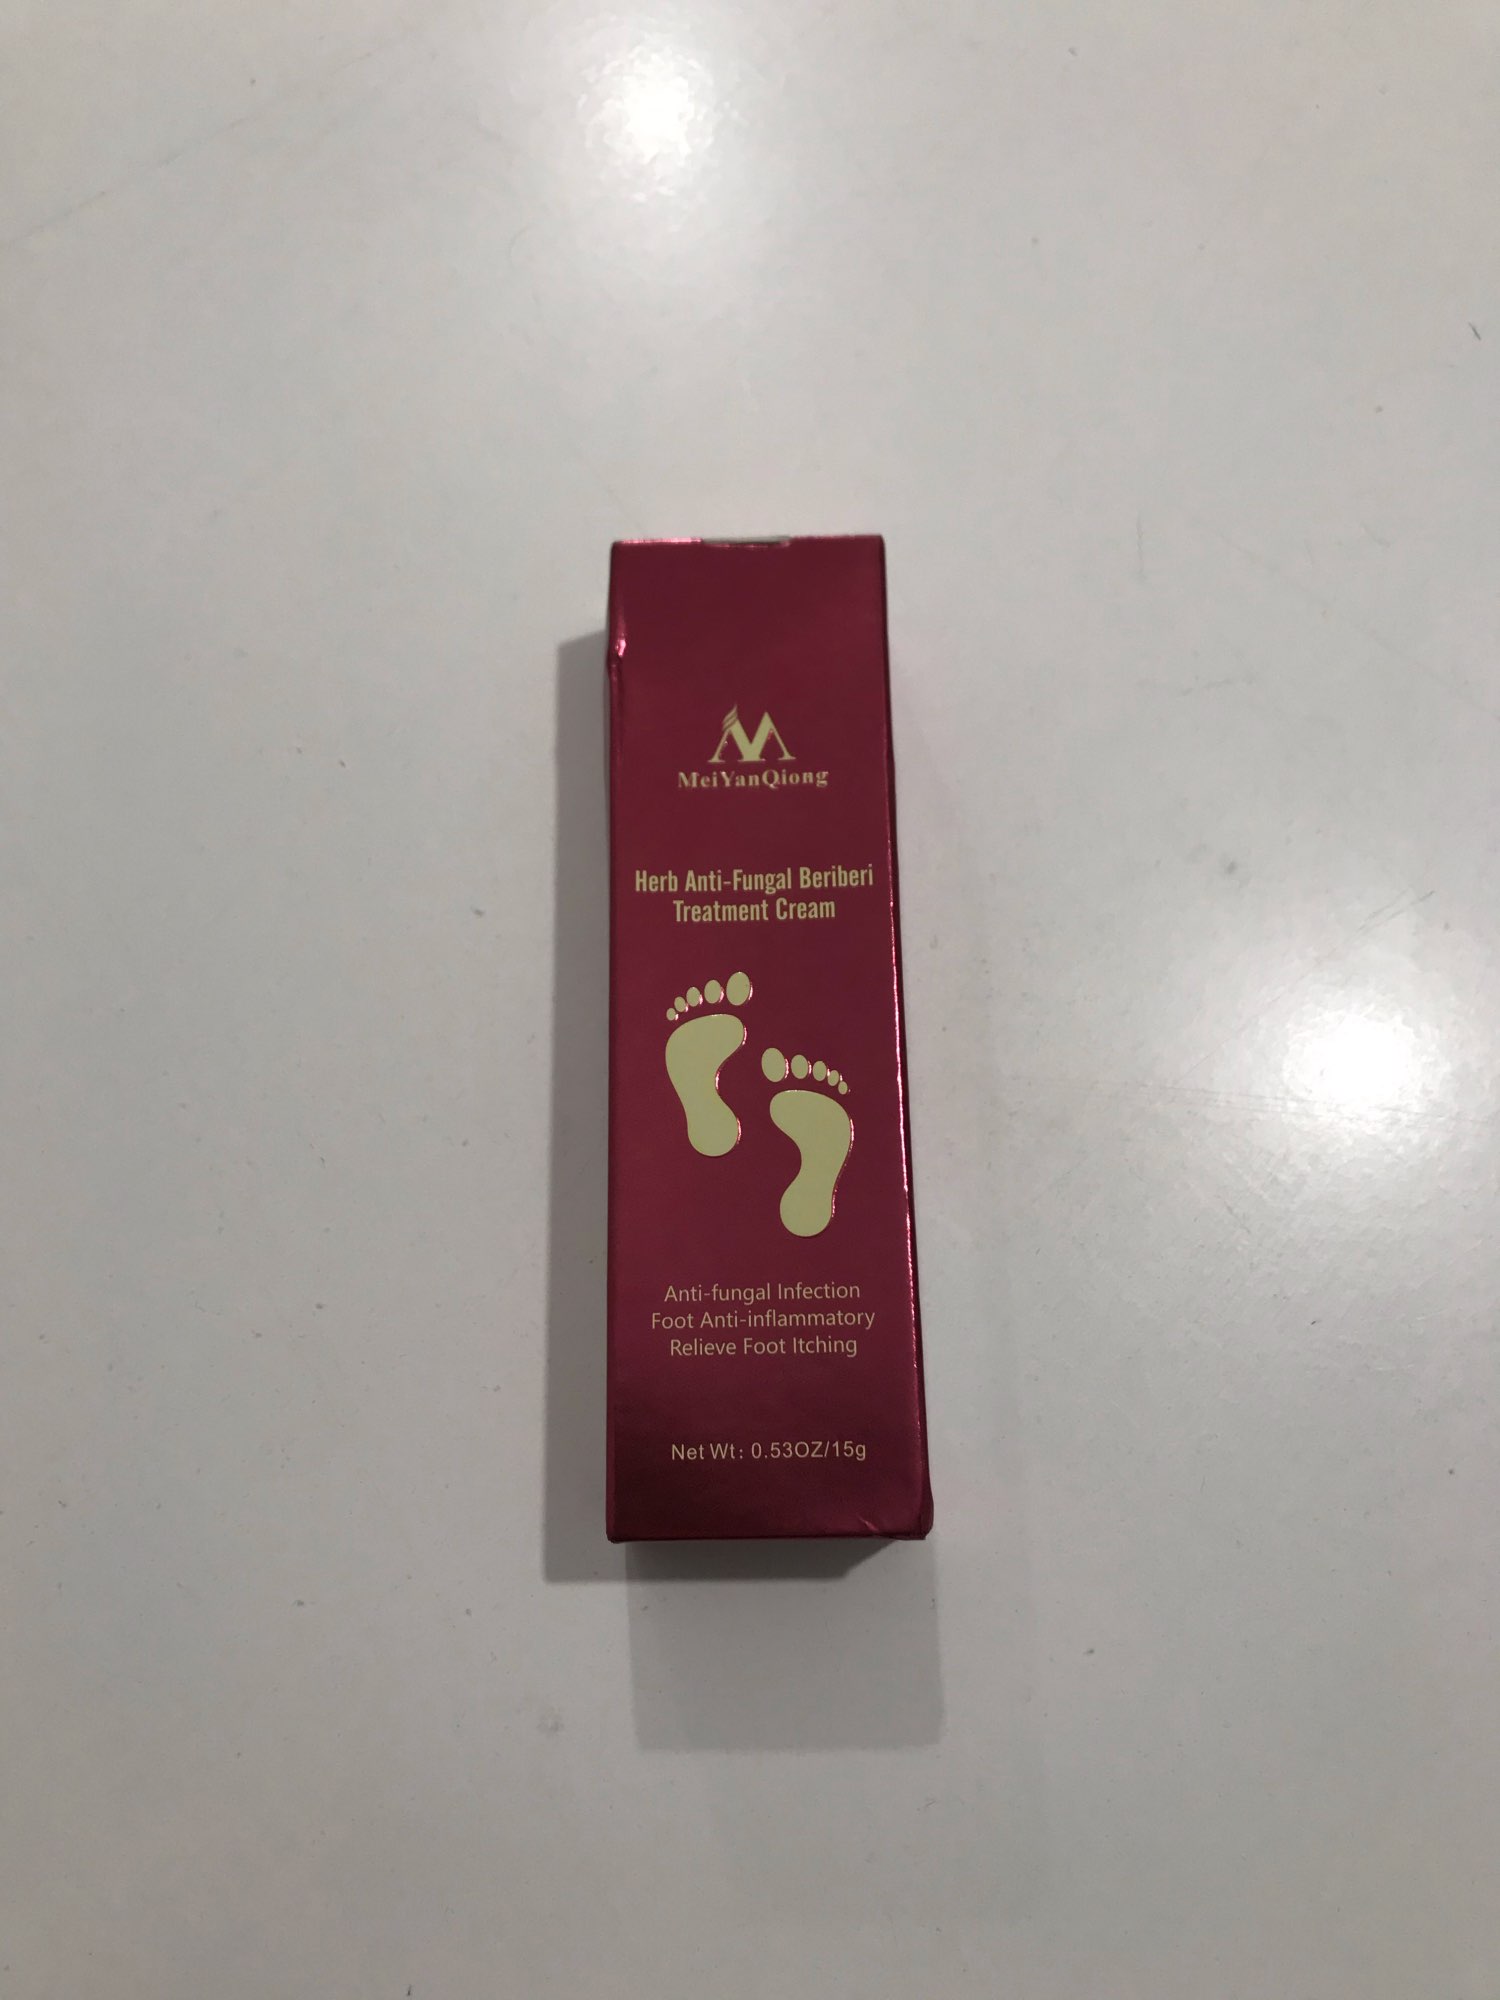 MeiYanQiong
Herb Anti-Fungal Beriberi
Treatment Cream
Anti-fungal Infection
Foot Anti-inflammatory
Relieve Foot Itching
Net Wt: 0.53OZ/15g